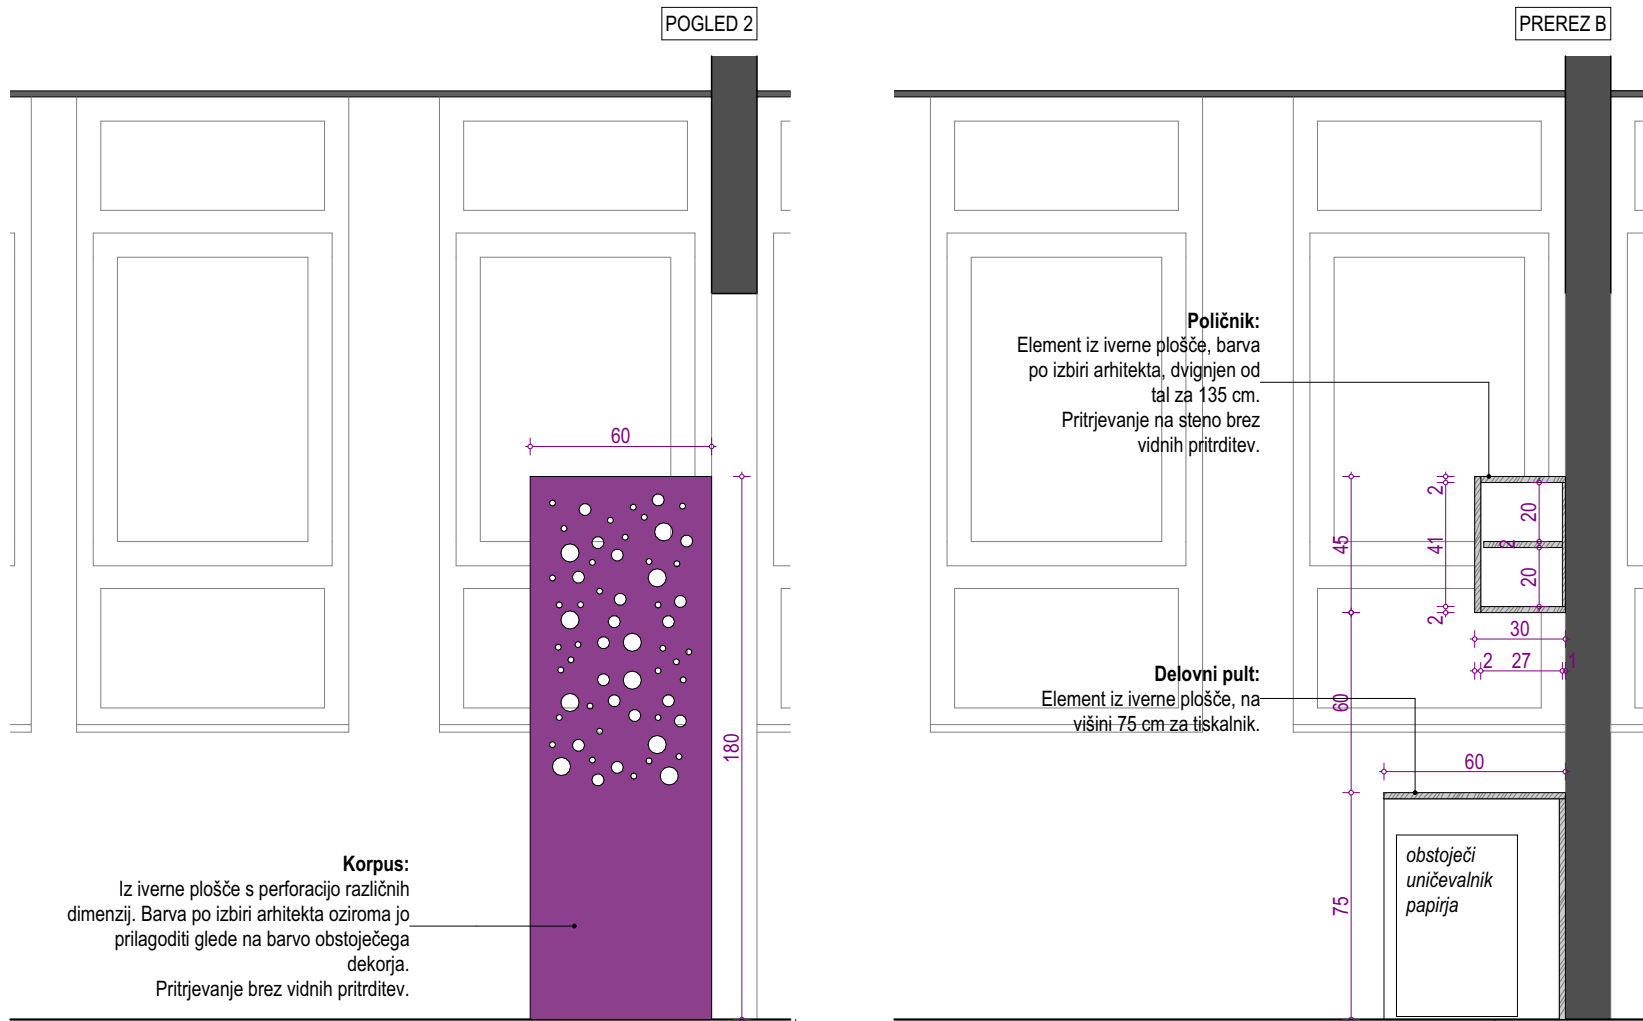 POGLED 2
60
180
Korpus:
Iz iverne plošče s perforacijo različnih
dimenzij. Barva po izbiri arhitekta oziroma jo
prilagoditi glede na barvo obstoječega
dekorja.
Pritrjevanje brez vidnih pritrditev.
PREREZ B
Poličnik:
Element iz iverne plošče, barva
po izbiri arhitekta, dvignjen od
tal za 135 cm.
Pritrjevanje na steno brez
vidnih pritrditev.
2
20
45
41
2
20
2
30
2 27 1
Delovni pult:
Element iz iverne plošče, na
višini 75 cm za tiskalnik.
60
60
75
obstoječi
uničevalnik
papirja